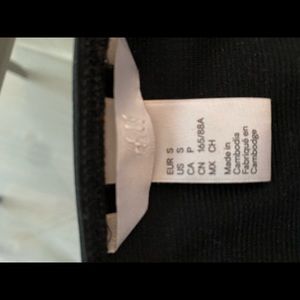 H&M
EUR S
US S
CA P
CN 165/88A
MX CH
Made in
Cambodia
Fabriqué en
Cambodge